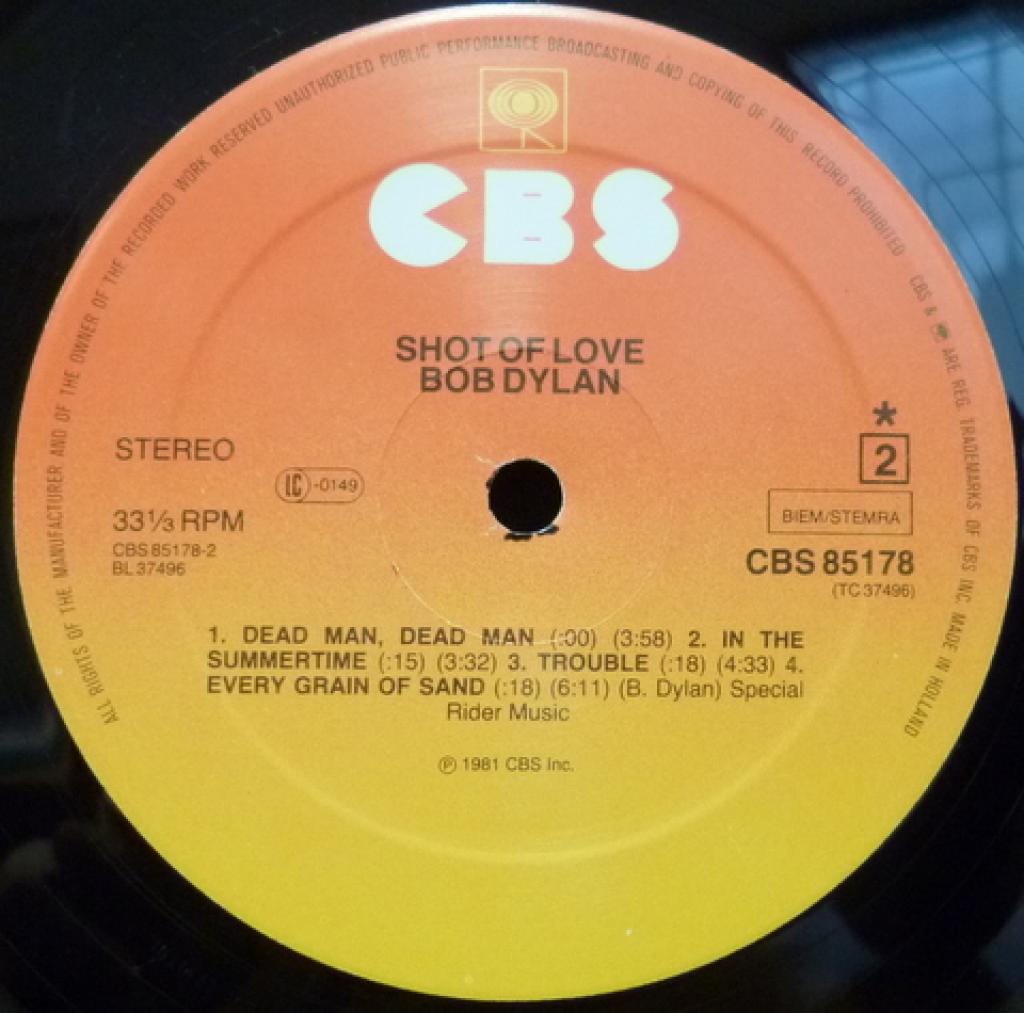 ALL RIGHTS OF THE MANUFACTURER AND OF THE OWNER OF THE RECORDED WORK RESERVED UNAUTHORIZED PUBLIC PERFORMANCE BROADCASTING AND COPYING OF THIS RECORD PROHIBITED CBS & ARE REG. TRADEMARKS OF CBS INC. MADE IN HOLLAND
CBS
SHOT OF LOVE
BOB DYLAN
STEREO
*
2
LC -0149
BIEM/STEMRA
33⅓ RPM
CBS 85178-2
BL 37496
CBS 85178
(TC 37496)
1. DEAD MAN, DEAD MAN (:00) (3:58) 2. IN THE
SUMMERTIME (:15) (3:32) 3. TROUBLE (:18) (4:33) 4.
EVERY GRAIN OF SAND (:18) (6:11) (B. Dylan) Special
Rider Music
℗ 1981 CBS Inc.